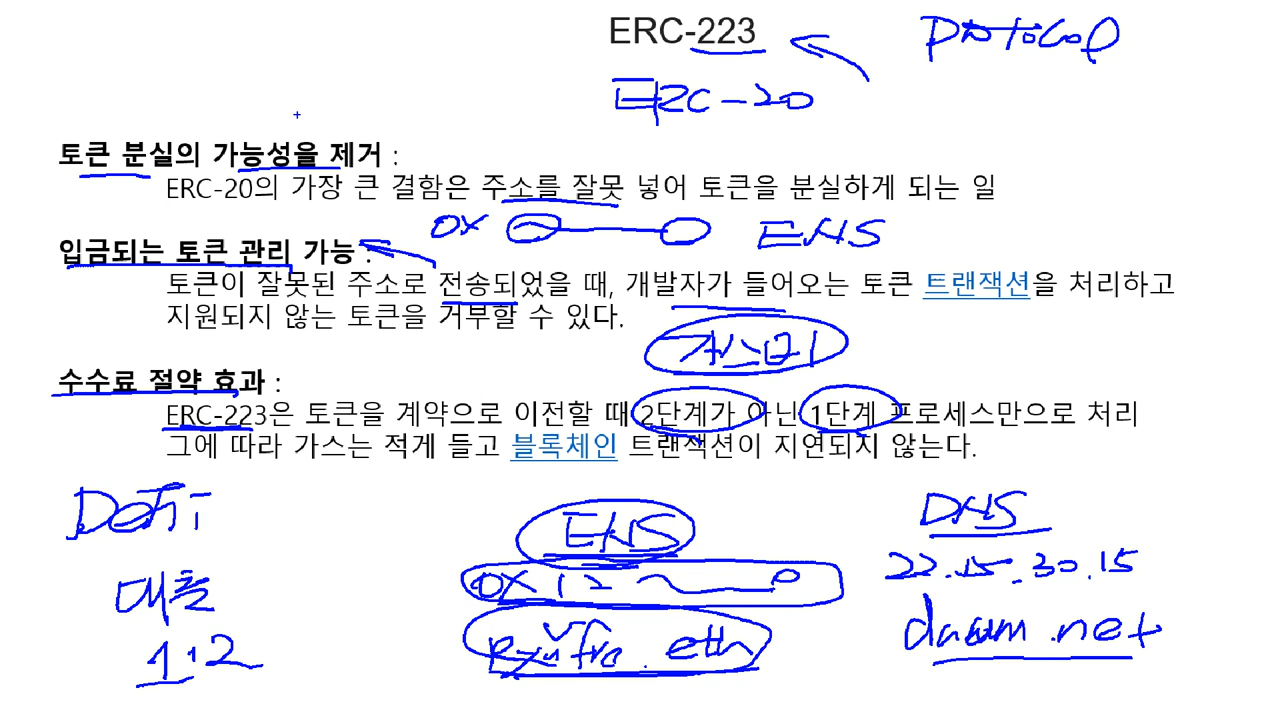 ERC-223
Protocol
ERC-20
토큰 분실의 가능성을 제거 :
ERC-20의 가장 큰 결함은 주소를 잘못 넣어 토큰을 분실하게 되는 일
0X ENS
입금되는 토큰 관리 가능 :
토큰이 잘못된 주소로 전송되었을 때, 개발자가 들어오는 토큰 트랜잭션을 처리하고
지원되지 않는 토큰을 거부할 수 있다.
수수료 절약 효과 :
ERC-223은 토큰을 계약으로 이전할 때 2단계가 아닌 1단계 프로세스만으로 처리
그에 따라 가스는 적게 들고 블록체인 트랜잭션이 지연되지 않는다.
Defi
ENS
DNS
0X12
22.15.30.15
대출
.eth
daum.net
1:2